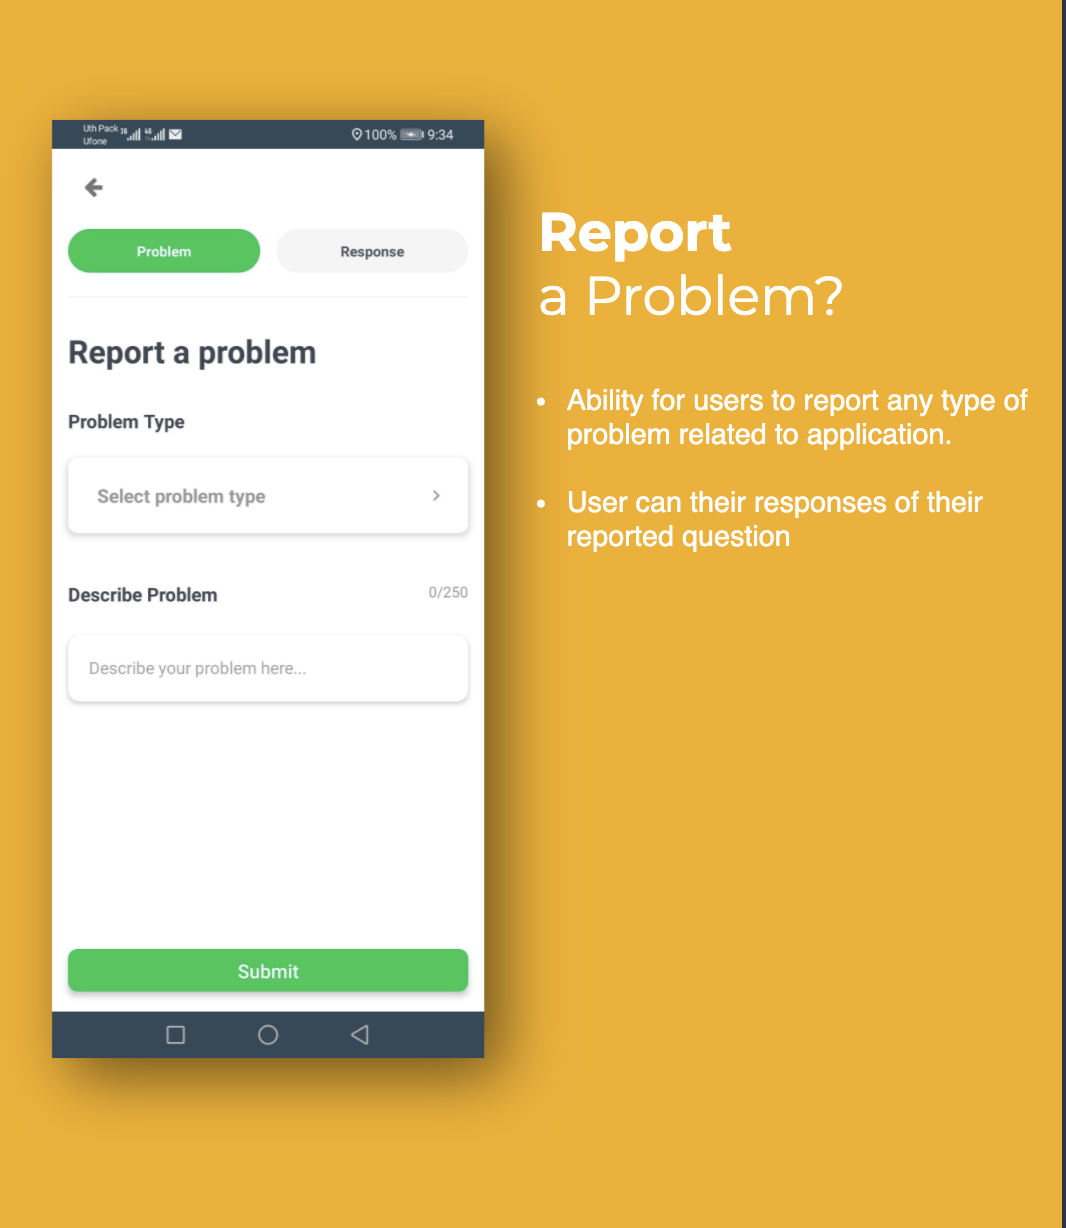 Uth Pack
Ufone
100% 9:34
Problem
Response
Report a problem
Problem Type
Select problem type
Describe Problem
0/250
Describe your problem here...
Submit
Report
a Problem?
• Ability for users to report any type of
problem related to application.
• User can their responses of their
reported question